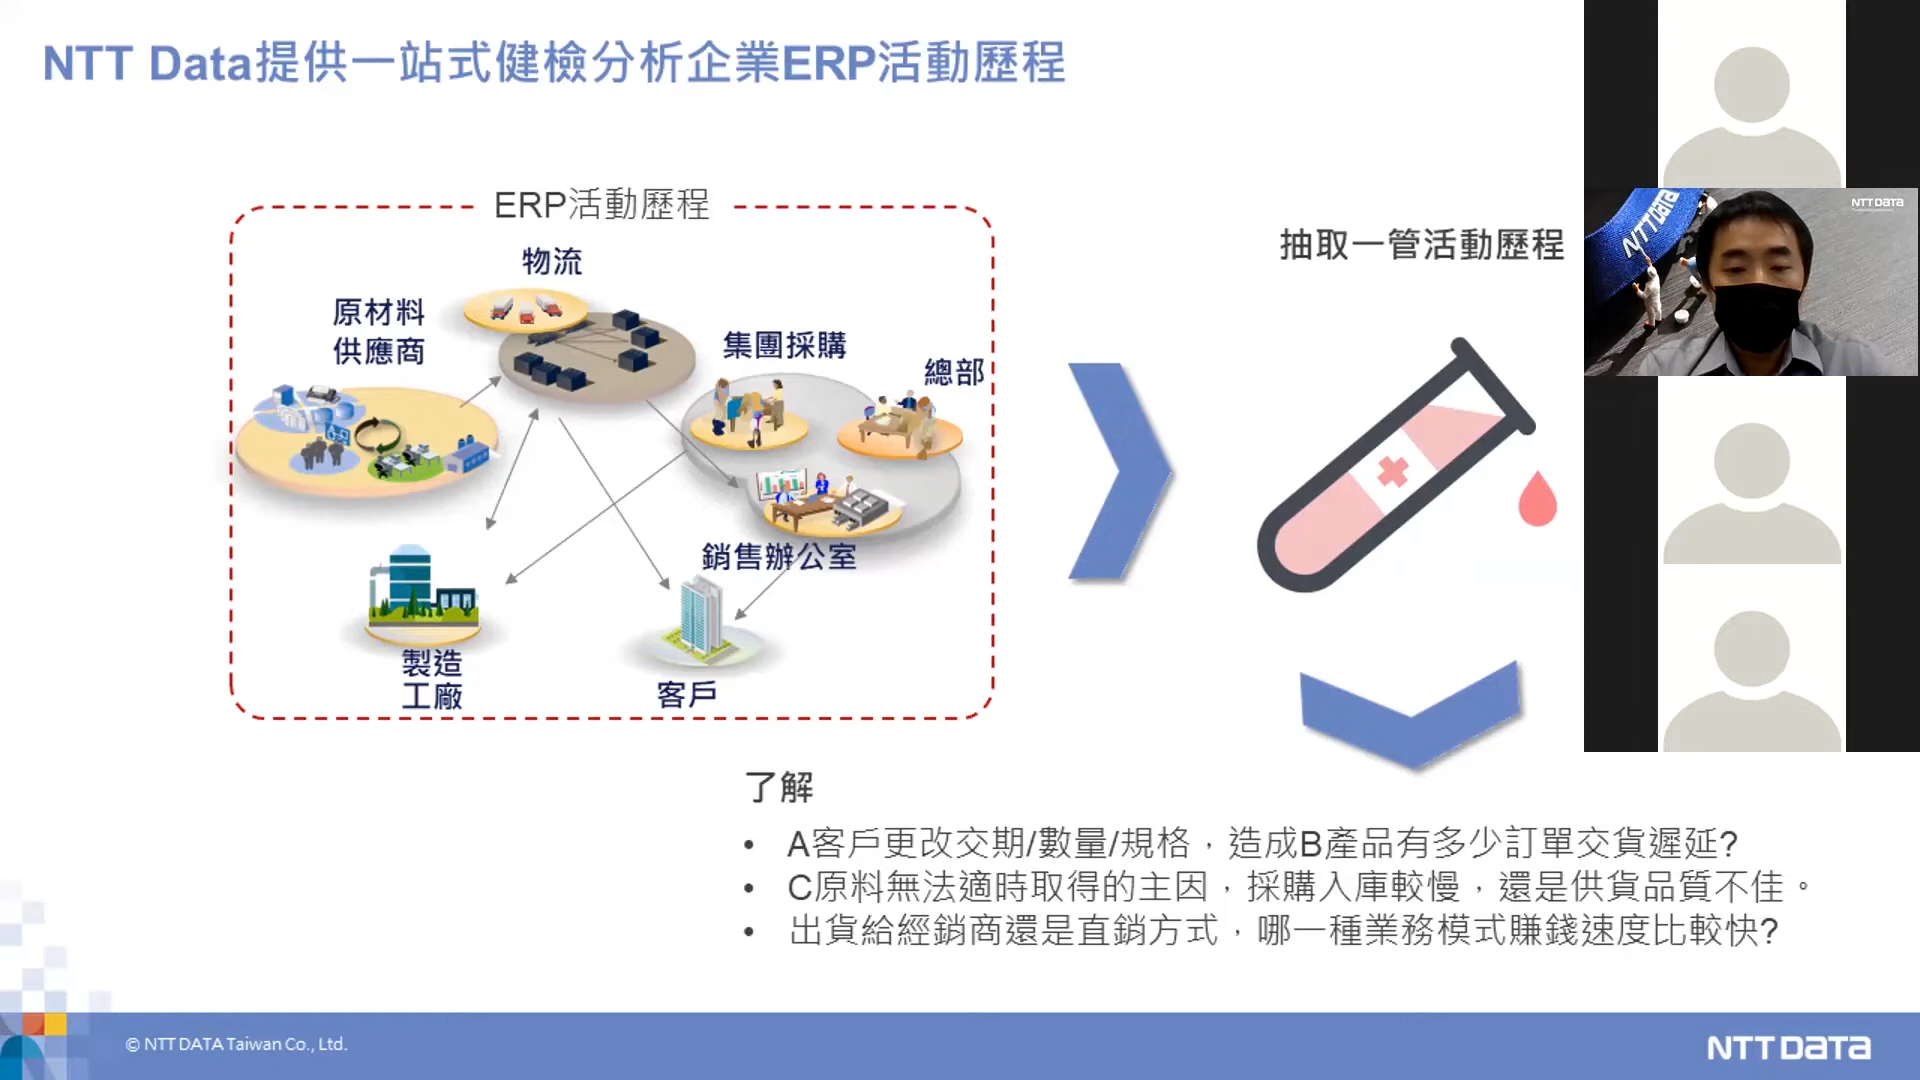 NTT Data提供一站式健檢分析企業ERP活動歷程
ERP活動歷程
物流
原材料
供應商
集團採購
總部
銷售辦公室
製造
工廠
客戶
抽取一管活動歷程
NTT DATA
NTT DATA
了解
• A客戶更改交期/數量/規格，造成B產品有多少訂單交貨遲延?
• C原料無法適時取得的主因，採購入庫較慢，還是供貨品質不佳。
• 出貨給經銷商還是直銷方式，哪一種業務模式賺錢速度比較快?
© NTT DATA Taiwan Co., Ltd.
NTT DATA